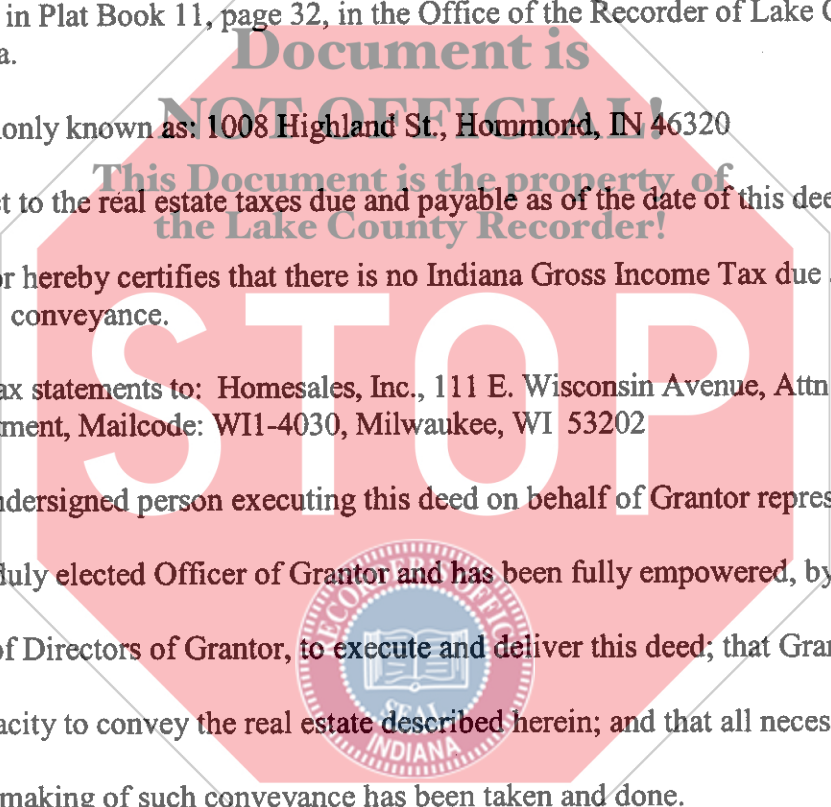 in Plat Book 11, page 32, in the Office of the Recorder of Lake C
a.
Document is
NOT OFFICIAL!
only known as: 1008 Highland St., Hommond, IN 46320
This Document is the property of
t to the real estate taxes due and payable as of the date of this dee
the Lake County Recorder!
or hereby certifies that there is no Indiana Gross Income Tax due
conveyance.
STOP
ax statements to: Homesales, Inc., 111 E. Wisconsin Avenue, Attn
ment, Mailcode: WI1-4030, Milwaukee, WI 53202
ndersigned person executing this deed on behalf of Grantor repres
duly elected Officer of Grantor and has been fully empowered, by
of Directors of Grantor, to execute and deliver this deed; that Gran
acity to convey the real estate described herein; and that all neces
making of such conveyance has been taken and done.
RECORDER'S OFFICE
SEAL
INDIANA